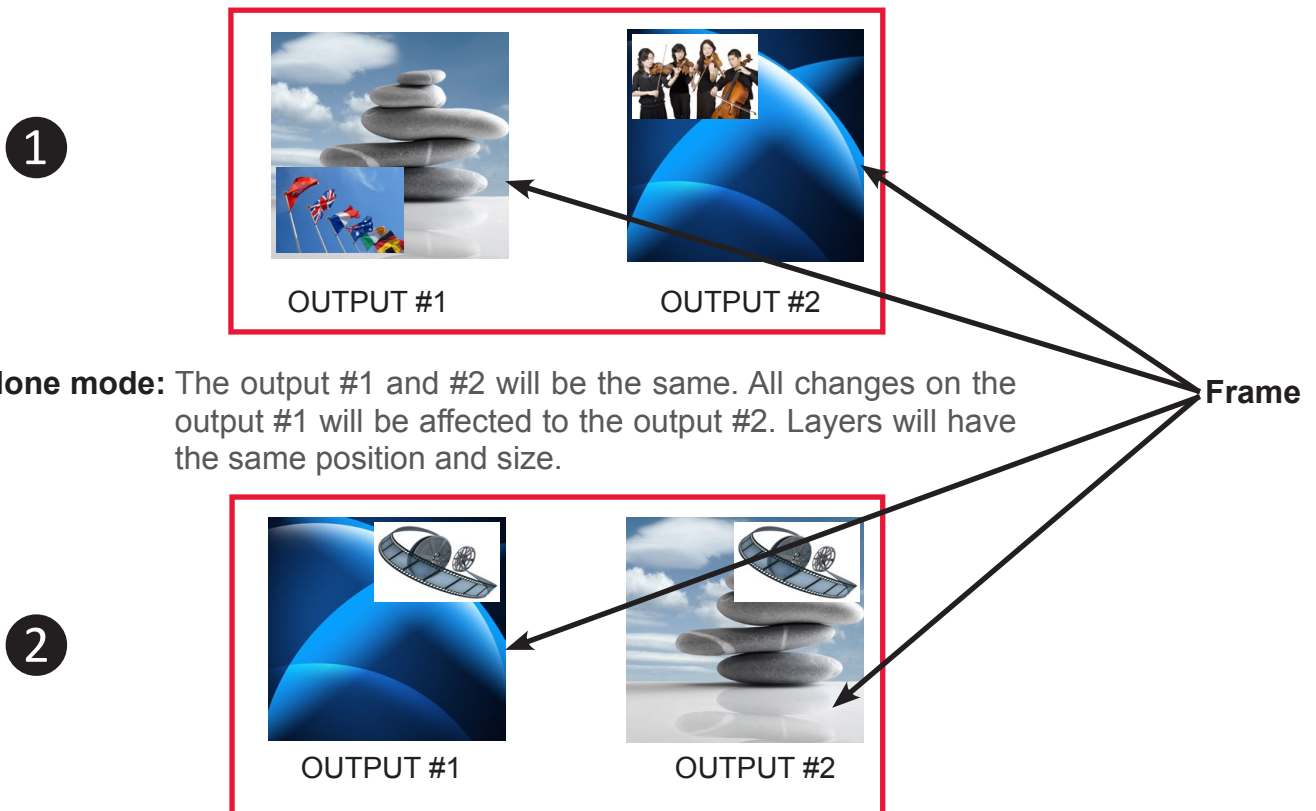 1
OUTPUT #1 OUTPUT #2
lone mode: The output #1 and #2 will be the same. All changes on the
Frame
output #1 will be affected to the output #2. Layers will have
the same position and size.
2
OUTPUT #1 OUTPUT #2